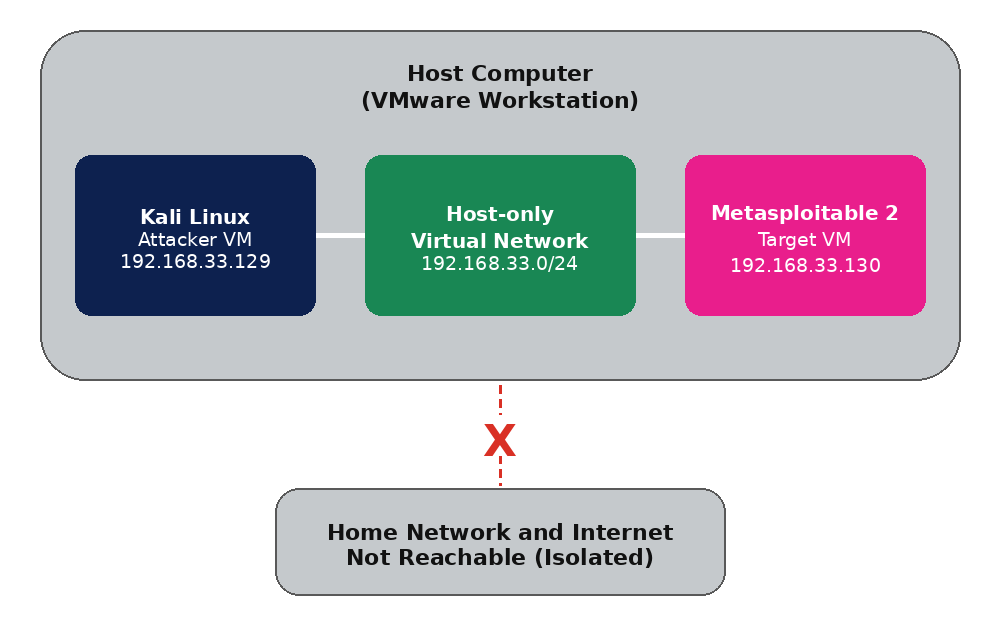 Host Computer
(VMware Workstation)
Kali Linux
Attacker VM
192.168.33.129
Host-only
Virtual Network
192.168.33.0/24
Metasploitable 2
Target VM
192.168.33.130
X
Home Network and Internet
Not Reachable (Isolated)